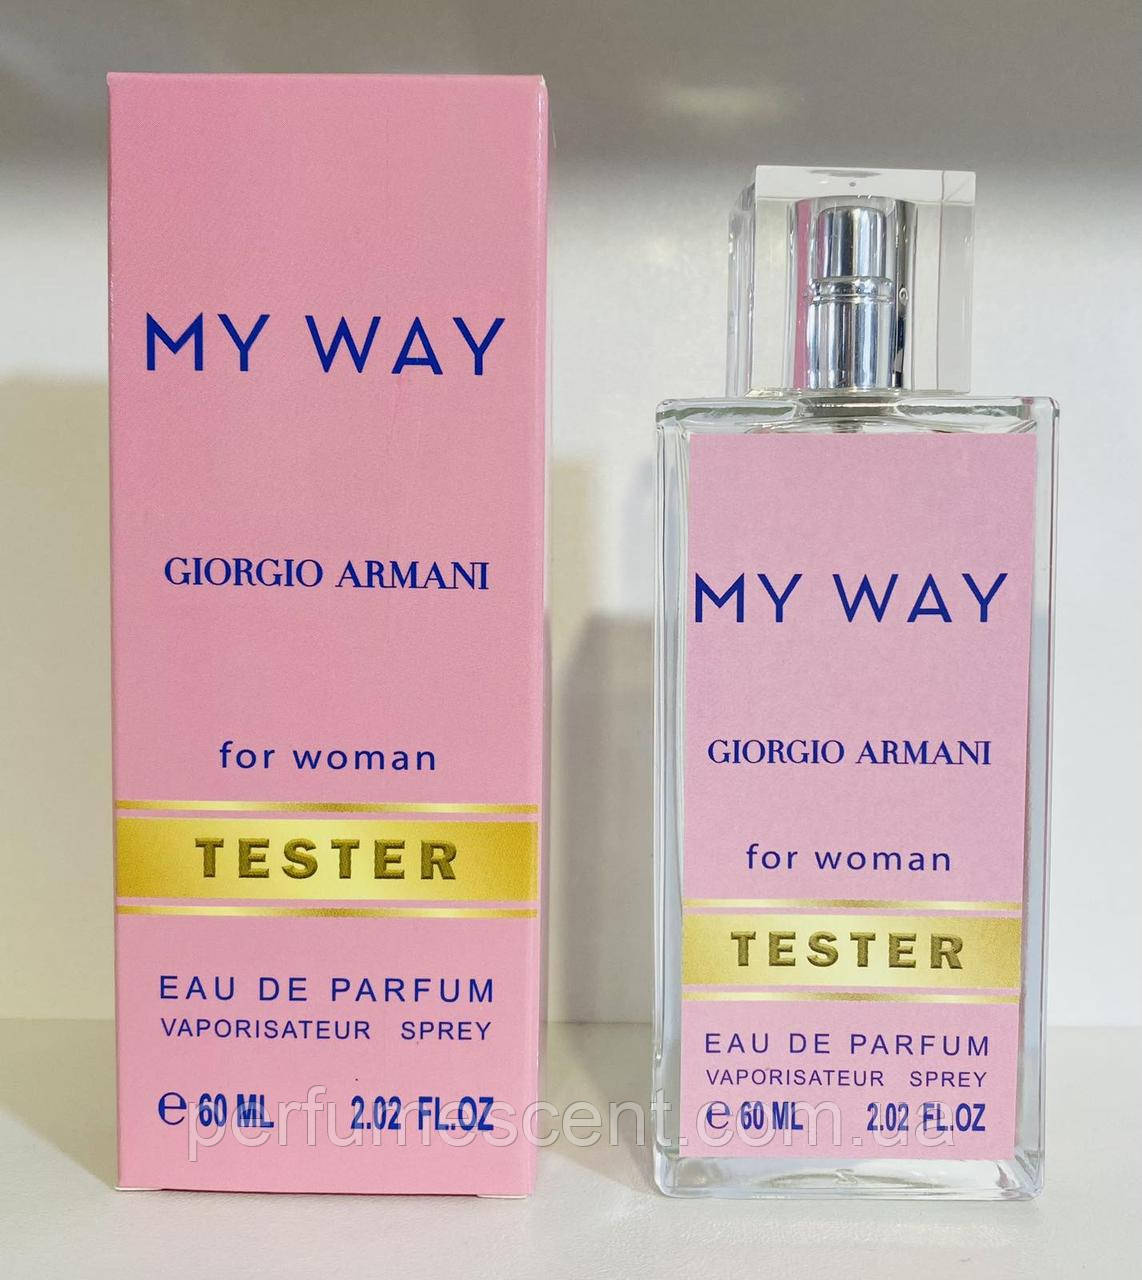 MY WAY
GIORGIO ARMANI
for woman
TESTER
EAU DE PARFUM
VAPORISATEUR SPREY
e 60 ML 2.02 FL.OZ
MY WAY
GIORGIO ARMANI
for woman
TESTER
EAU DE PARFUM
VAPORISATEUR SPREY
e 60 ML 2.02 FL.OZ
perfumescent.com.ua